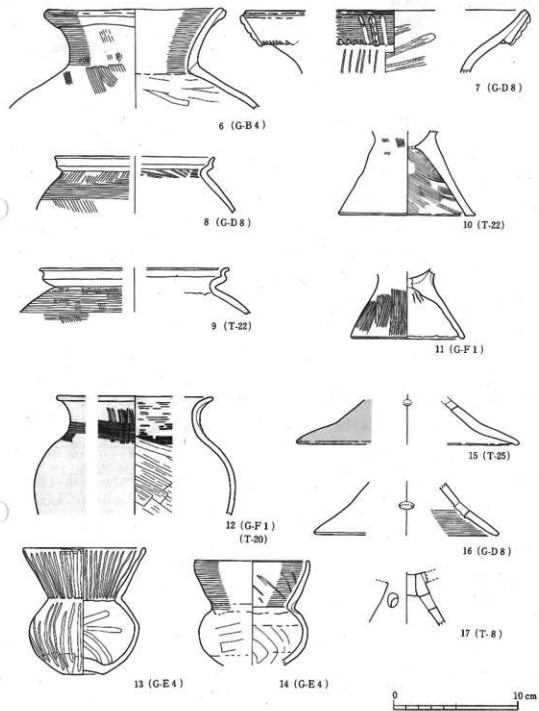 6 (G-B 4)
7 (G-D 8)
8 (G-D 8)
10 (T-22)
9 (T-22)
11 (G-F 1)
12 (G-F 1)
(T-20)
15 (T-25)
16 (G-D 8)
13 (G-E 4)
14 (G-E 4)
17 (T-8)
0 10 cm